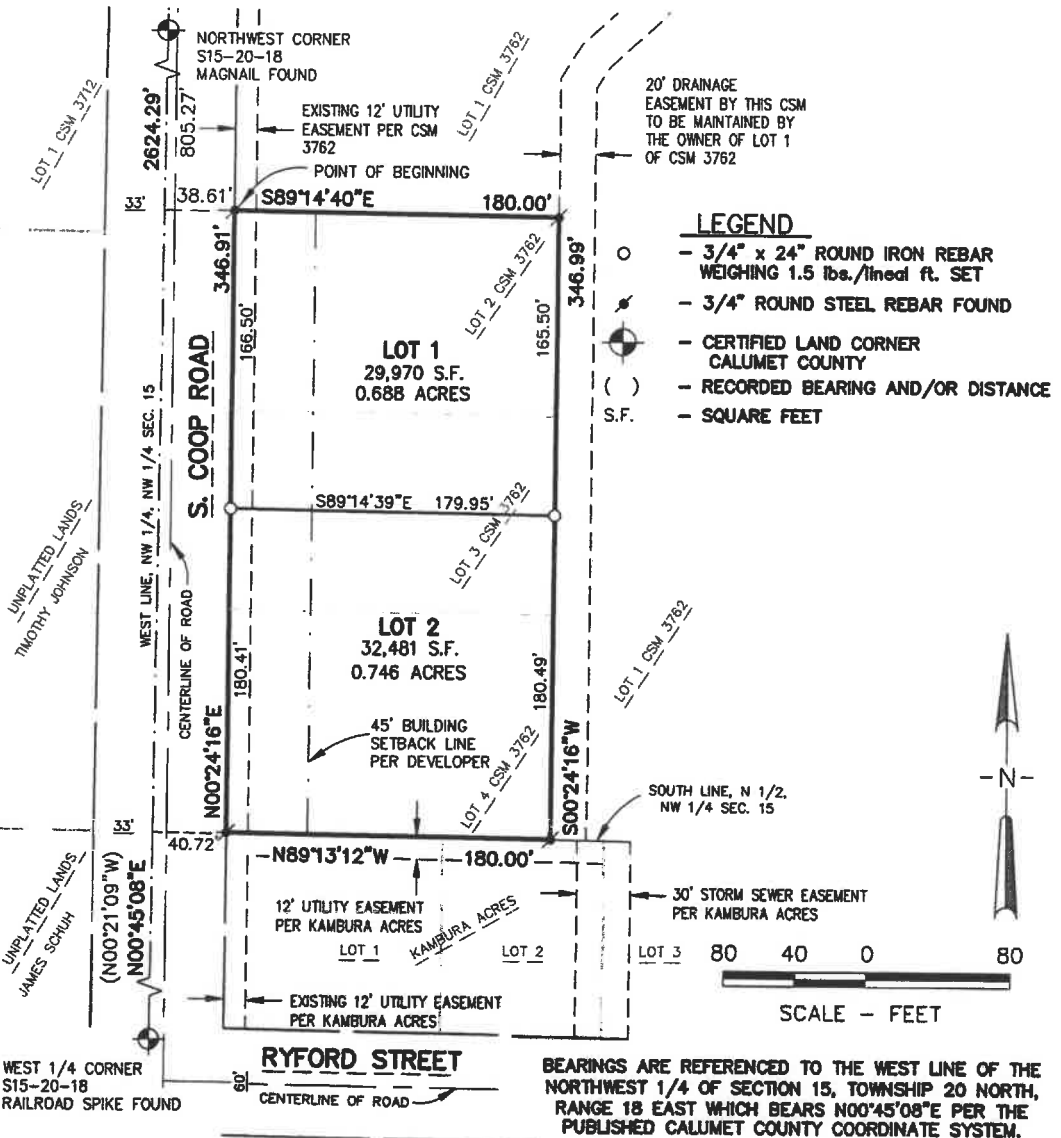 NORTHWEST CORNER
S15-20-18
MAGNAIL FOUND
LOT 1 CSM 3712
2624.29'
805.27'
EXISTING 12' UTILITY
EASEMENT PER CSM
3762
LOT 1 CSM 3762
20' DRAINAGE
EASEMENT BY THIS CSM
TO BE MAINTAINED BY
THE OWNER OF LOT 1
OF CSM 3762
POINT OF BEGINNING
33'
38.61'
S89°14'40"E
180.00'
LEGEND
- 3/4" x 24" ROUND IRON REBAR
WEIGHING 1.5 lbs./lineal ft. SET
- 3/4" ROUND STEEL REBAR FOUND
- CERTIFIED LAND CORNER
CALUMET COUNTY
( ) - RECORDED BEARING AND/OR DISTANCE
S.F. - SQUARE FEET
346.91'
166.50'
LOT 2 CSM 3762
165.50'
346.99'
LOT 1
29,970 S.F.
0.688 ACRES
S. COOP ROAD
WEST LINE, NW 1/4, NW 1/4 SEC. 15
CENTERLINE OF ROAD
S89°14'39"E 179.95'
LOT 3 CSM 3762
UNPLATTED LANDS
TIMOTHY JOHNSON
LOT 2
32,481 S.F.
0.746 ACRES
180.41'
180.49'
LOT 1 CSM 3762
45' BUILDING
SETBACK LINE
PER DEVELOPER
LOT 4 CSM 3762
N00°24'16"E
S00°24'16"W
SOUTH LINE, N 1/2,
NW 1/4 SEC. 15
-N-
33'
40.72'
N89°13'12"W
180.00'
UNPLATTED LANDS
JAMES SCHUH
(N00°21'09"W)
N00°45'08"E
12' UTILITY EASEMENT
PER KAMBURA ACRES
30' STORM SEWER EASEMENT
PER KAMBURA ACRES
KAMBURA ACRES
LOT 1
LOT 2
LOT 3
80 40 0 80
SCALE - FEET
EXISTING 12' UTILITY EASEMENT
PER KAMBURA ACRES
WEST 1/4 CORNER
S15-20-18
RAILROAD SPIKE FOUND
RYFORD STREET
60'
CENTERLINE OF ROAD
BEARINGS ARE REFERENCED TO THE WEST LINE OF THE
NORTHWEST 1/4 OF SECTION 15, TOWNSHIP 20 NORTH,
RANGE 18 EAST WHICH BEARS N00°45'08"E PER THE
PUBLISHED CALUMET COUNTY COORDINATE SYSTEM.